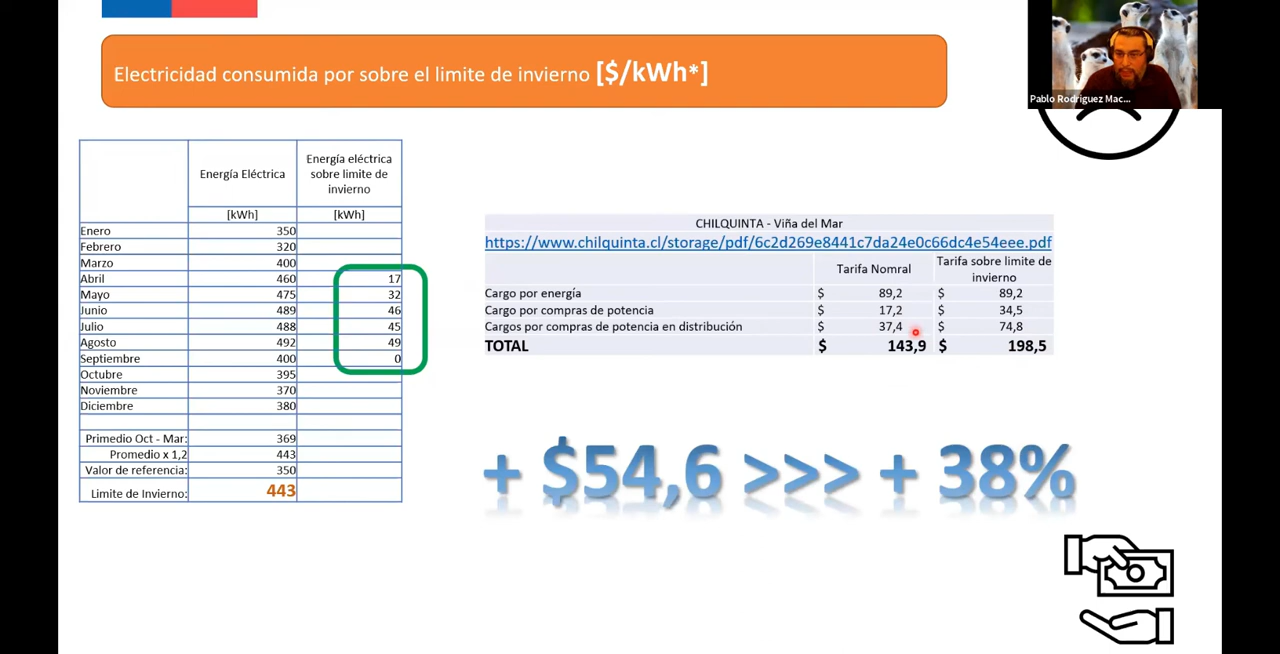 Electricidad consumida por sobre el limite de invierno [$/kWh*]
Pablo Rodriguez Mac...
Energía Eléctrica
Energía eléctrica
sobre limite de
invierno
[kWh] [kWh]
Enero 350
Febrero 320
Marzo 400
Abril 460 17
Mayo 475 32
Junio 489 46
Julio 488 45
Agosto 492 49
Septiembre 400 0
Octubre 395
Noviembre 370
Diciembre 380
Primedio Oct - Mar: 369
Promedio x 1,2 443
Valor de referencia: 350
Limite de Invierno: 443
CHILQUINTA - Viña del Mar
https://www.chilquinta.cl/storage/pdf/6c2d269e8441c7da24e0c66dc4e54eee.pdf
Tarifa Nomral
Tarifa sobre limite de
invierno
Cargo por energía $ 89,2 $ 89,2
Cargo por compras de potencia $ 17,2 $ 34,5
Cargos por compras de potencia en distribución $ 37,4 $ 74,8
TOTAL $ 143,9 $ 198,5
+ $54,6 >>> + 38%